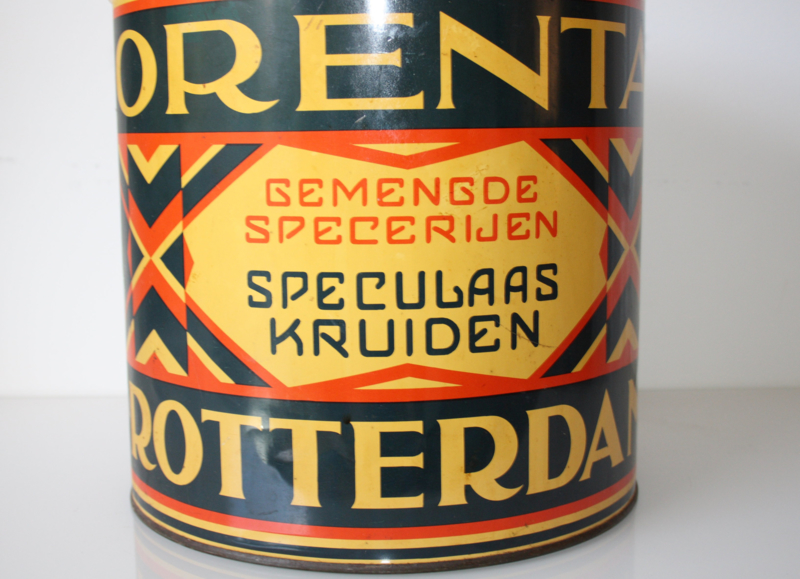 ORENTA
GEMENGDE
SPECERIJEN
SPECULAAS
KRUIDEN
ROTTERDAM